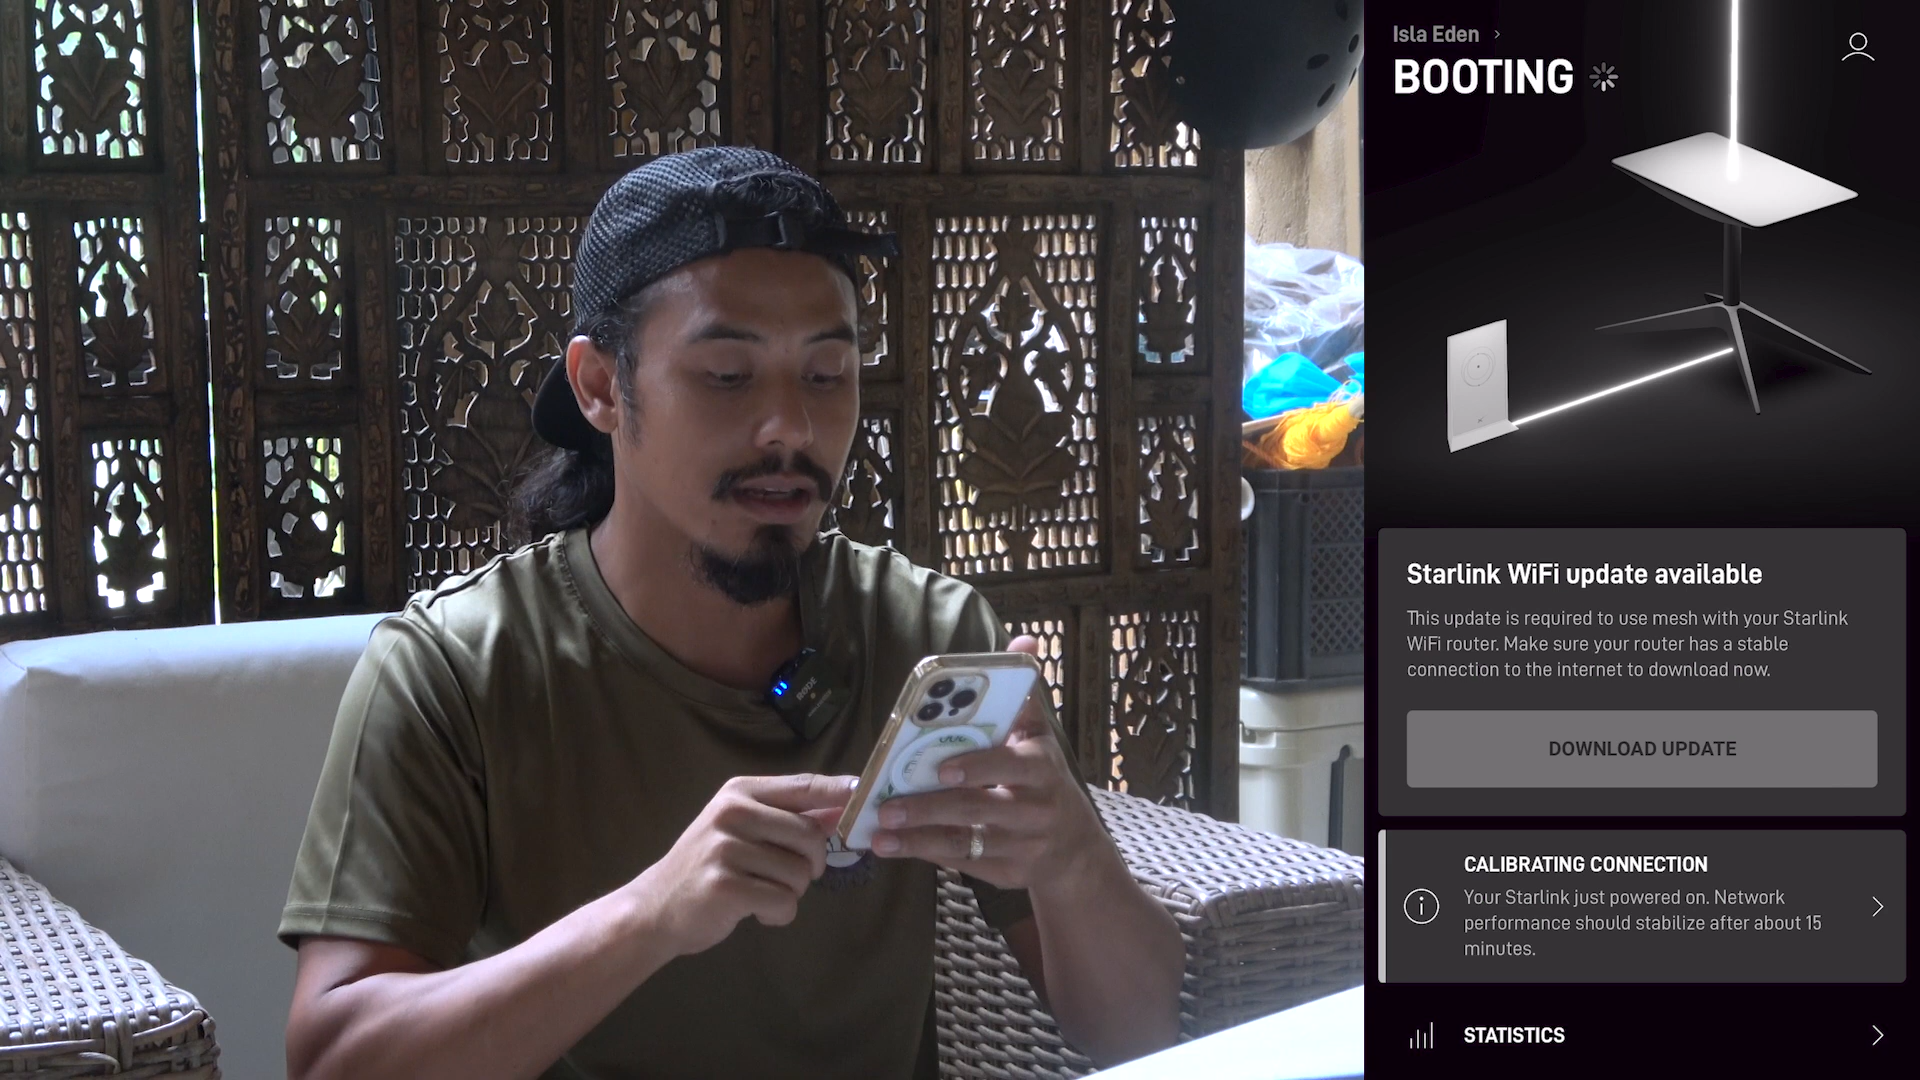 Isla Eden
BOOTING
Starlink WiFi update available
This update is required to use mesh with your Starlink
WiFi router. Make sure your router has a stable
connection to the internet to download now.
DOWNLOAD UPDATE
CALIBRATING CONNECTION
Your Starlink just powered on. Network
performance should stabilize after about 15
minutes.
STATISTICS
RØDE